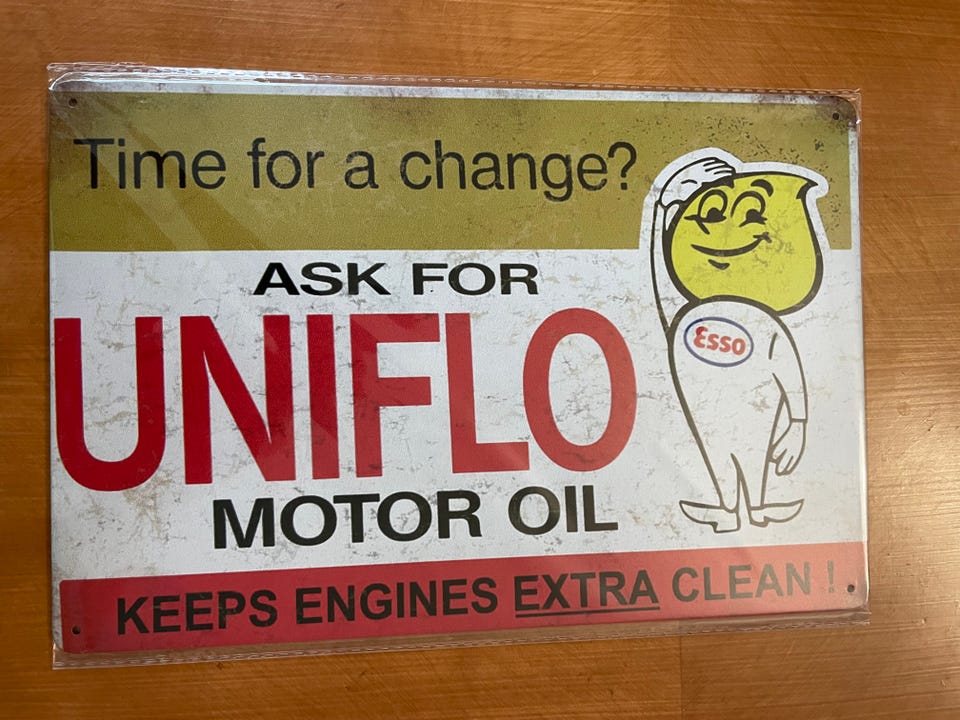 Time for a change?
ASK FOR
UNIFLO
MOTOR OIL
Esso
KEEPS ENGINES EXTRA CLEAN !